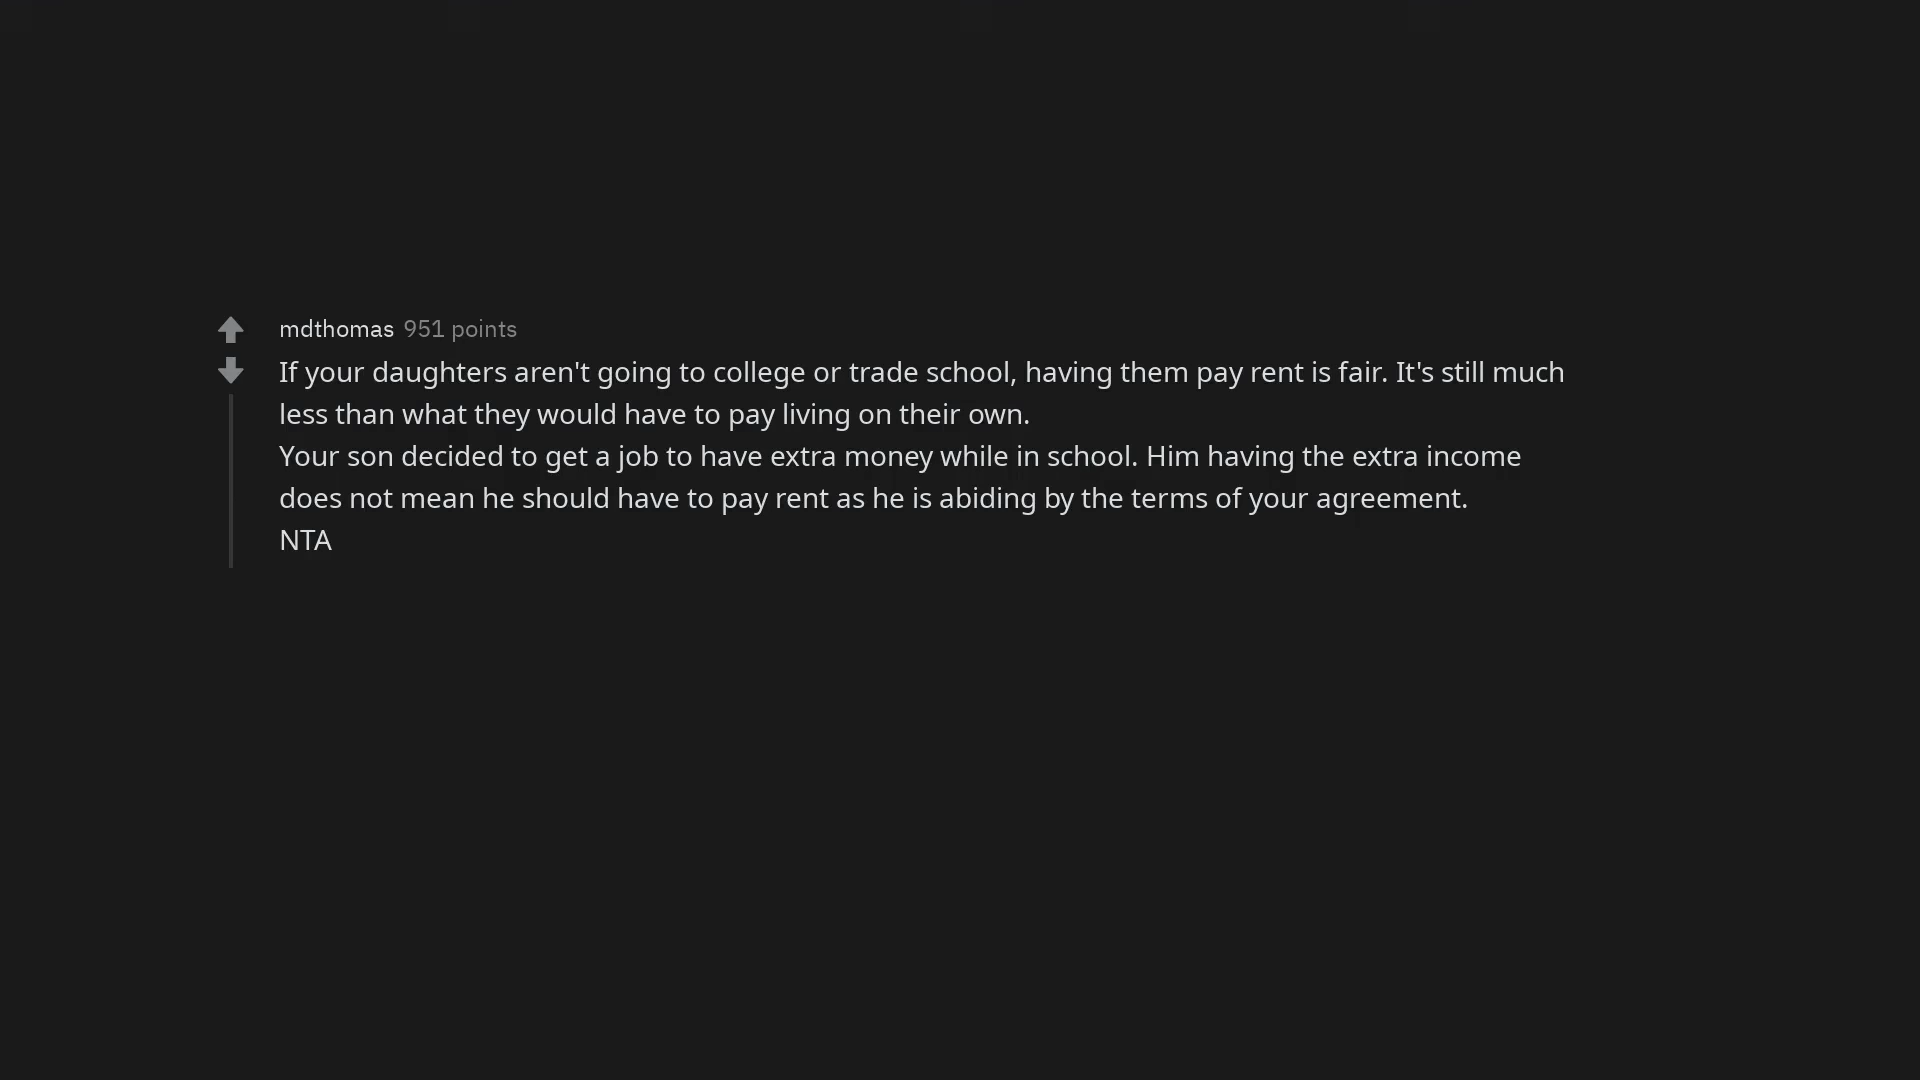 mdthomas 951 points
If your daughters aren't going to college or trade school, having them pay rent is fair. It's still much
less than what they would have to pay living on their own.
Your son decided to get a job to have extra money while in school. Him having the extra income
does not mean he should have to pay rent as he is abiding by the terms of your agreement.
NTA